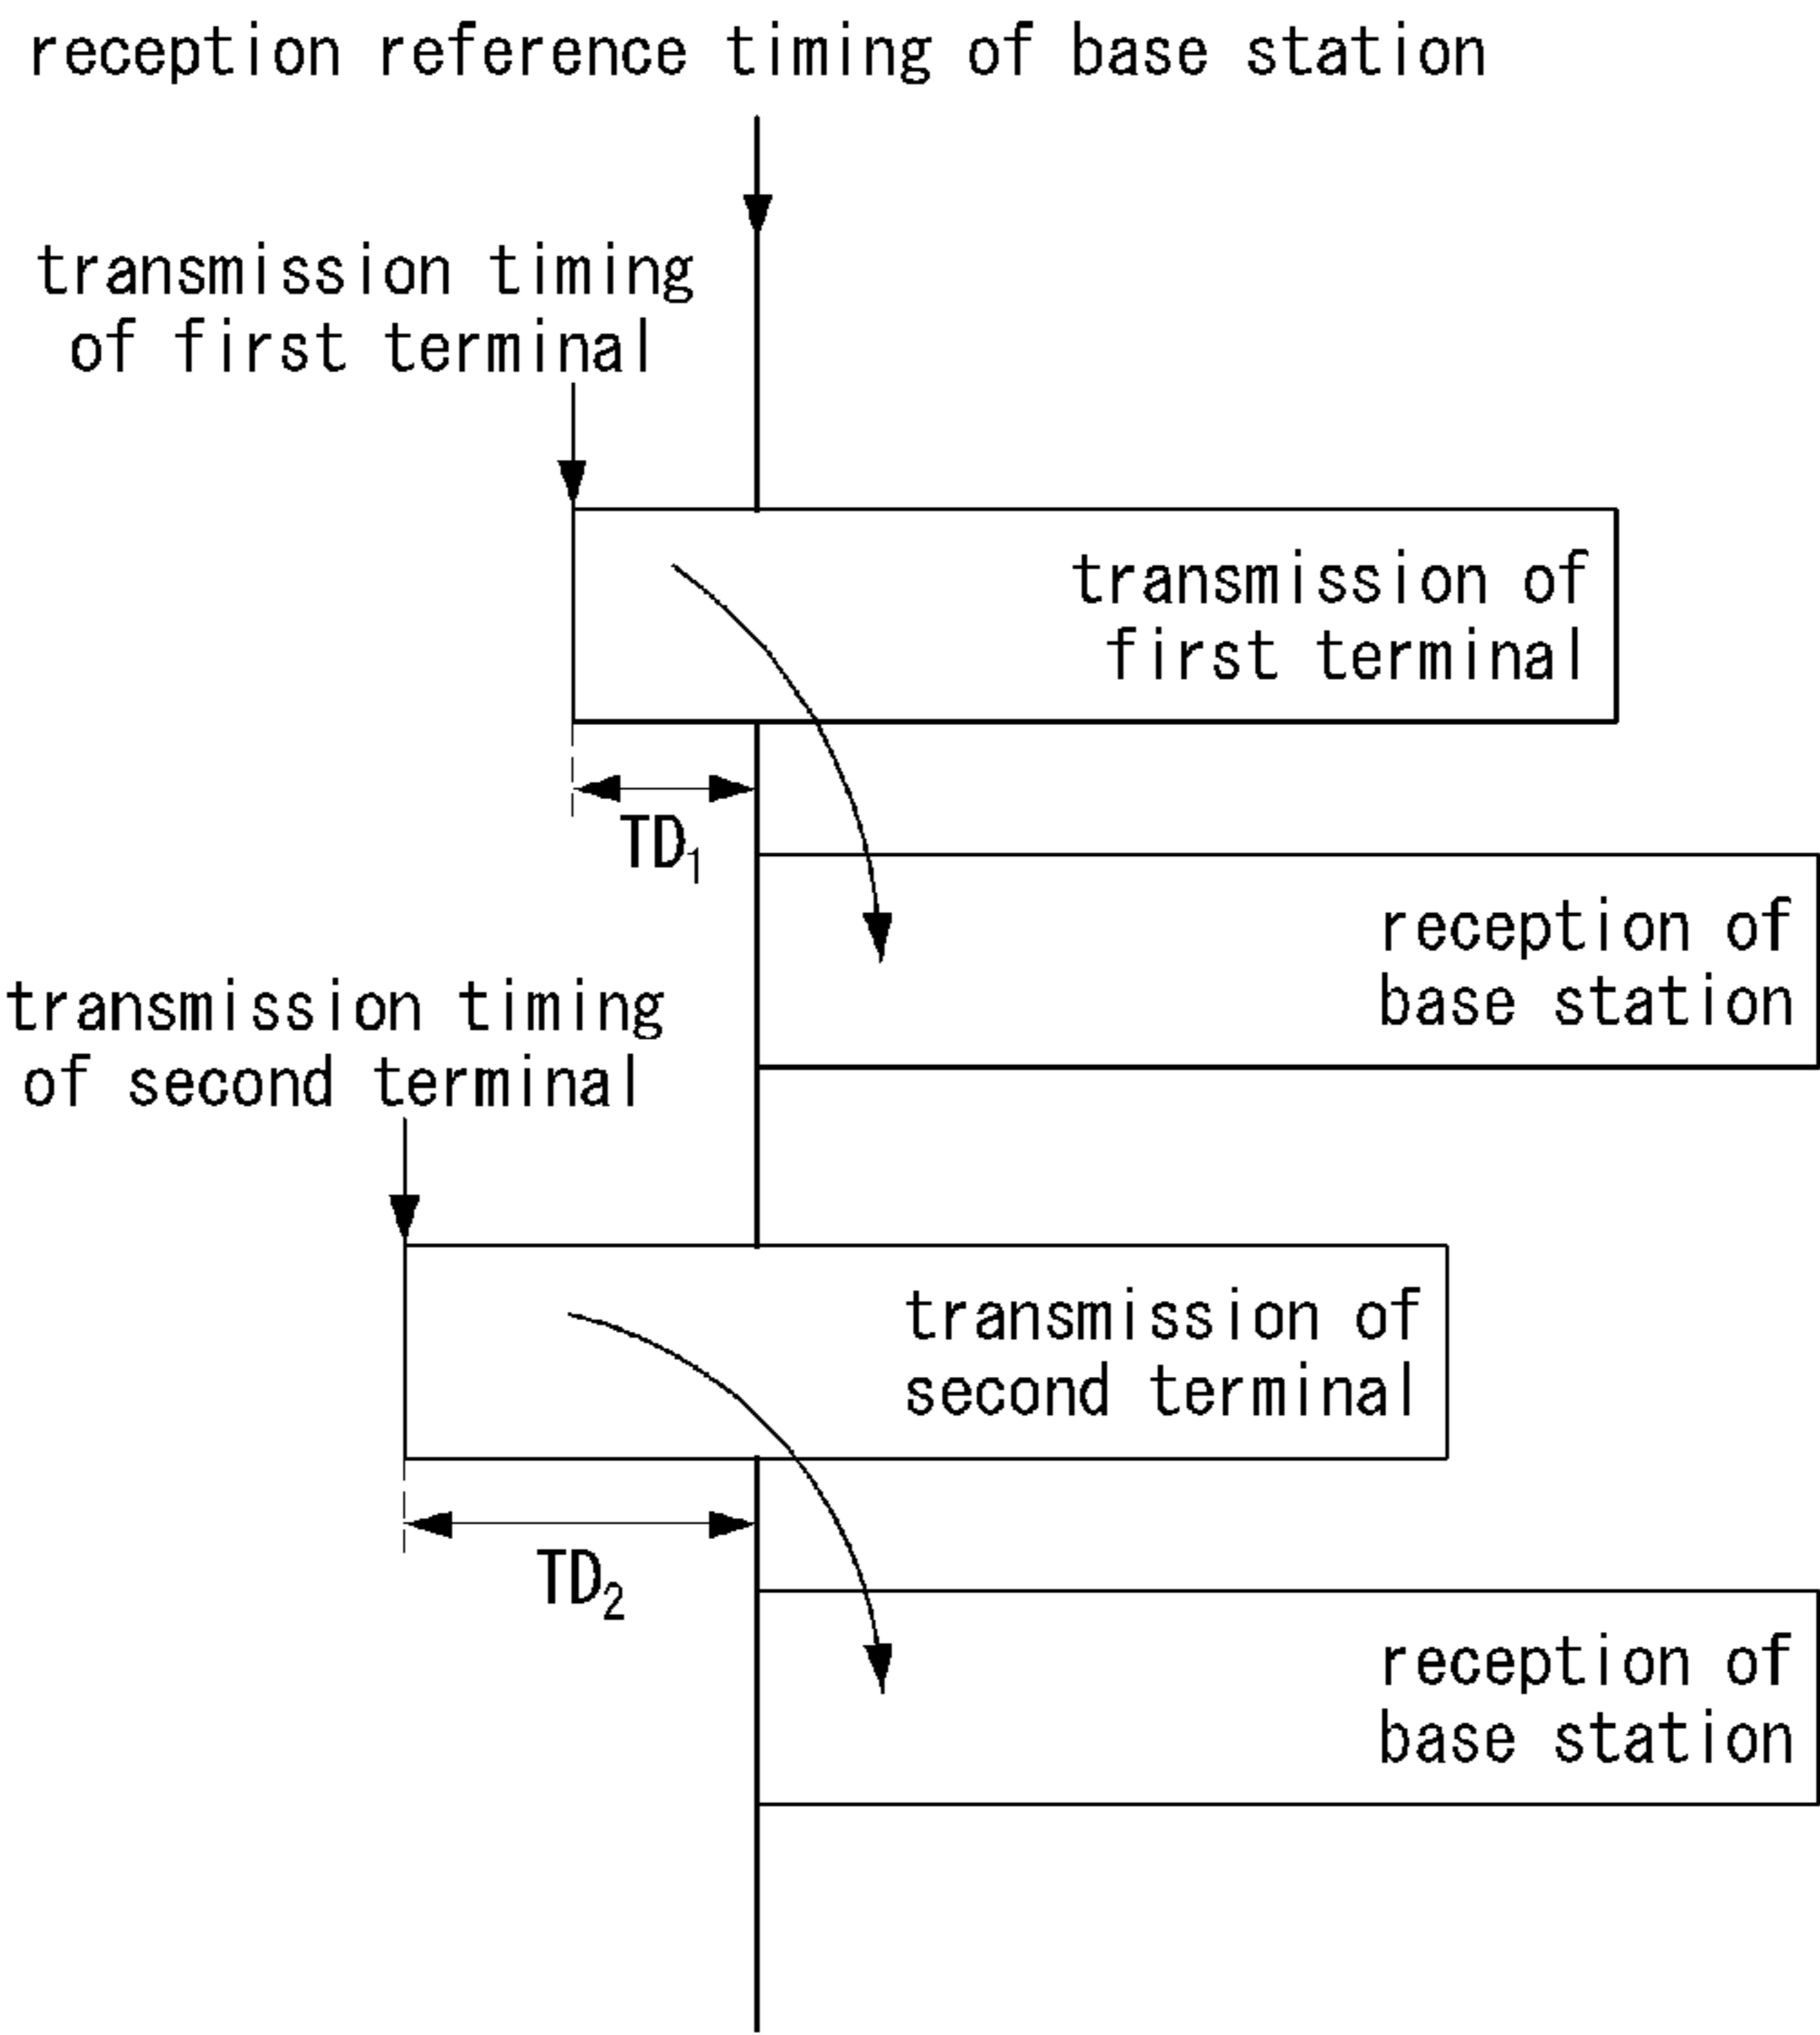 reception reference timing of base station
transmission timing
of first terminal
transmission of
first terminal
TD₁
reception of
base station
transmission timing
of second terminal
transmission of
second terminal
TD₂
reception of
base station